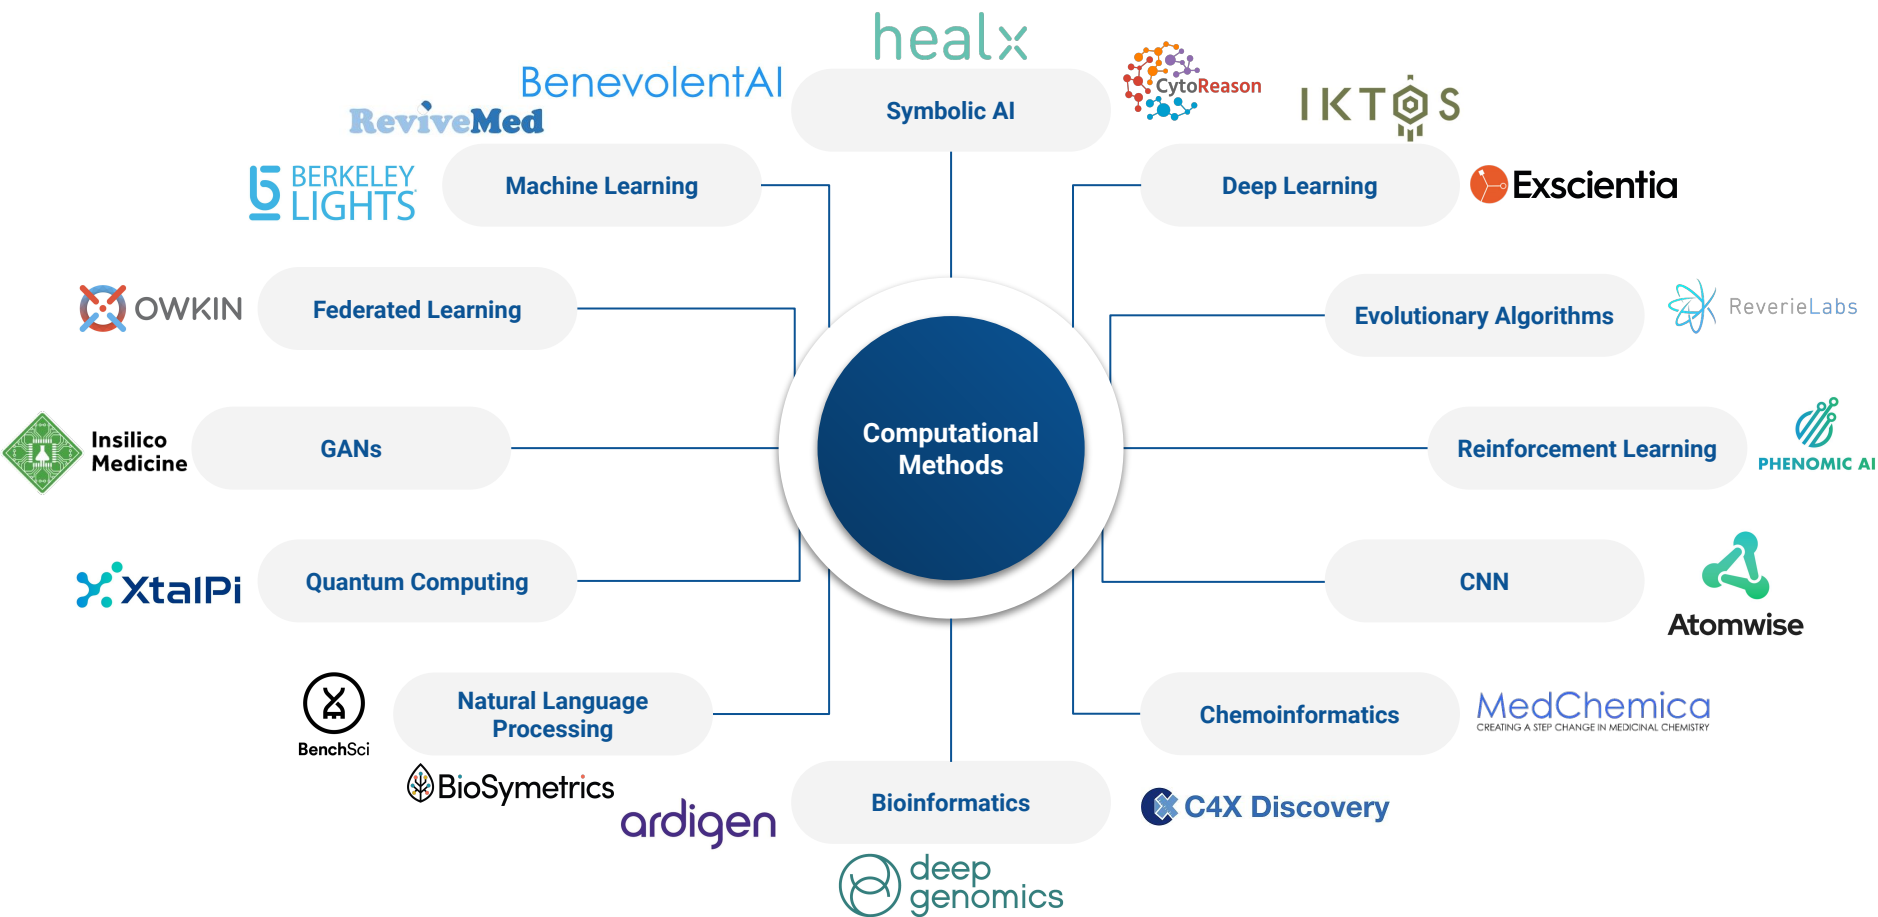 healx
BenevolentAI
CytoReason
IKTOS
ReviveMed
Symbolic AI
BERKELEY
LIGHTS
Machine Learning
Deep Learning
Exscientia
OWKIN
Federated Learning
Evolutionary Algorithms
ReverieLabs
Insilico
Medicine
GANs
Computational
Methods
Reinforcement Learning
PHENOMIC AI
XtalPi
Quantum Computing
CNN
Atomwise
BenchSci
Natural Language
Processing
Chemoinformatics
MedChemica
CREATING A STEP CHANGE IN MEDICINAL CHEMISTRY
BioSymetrics
ardigen
Bioinformatics
C4X Discovery
deep
genomics